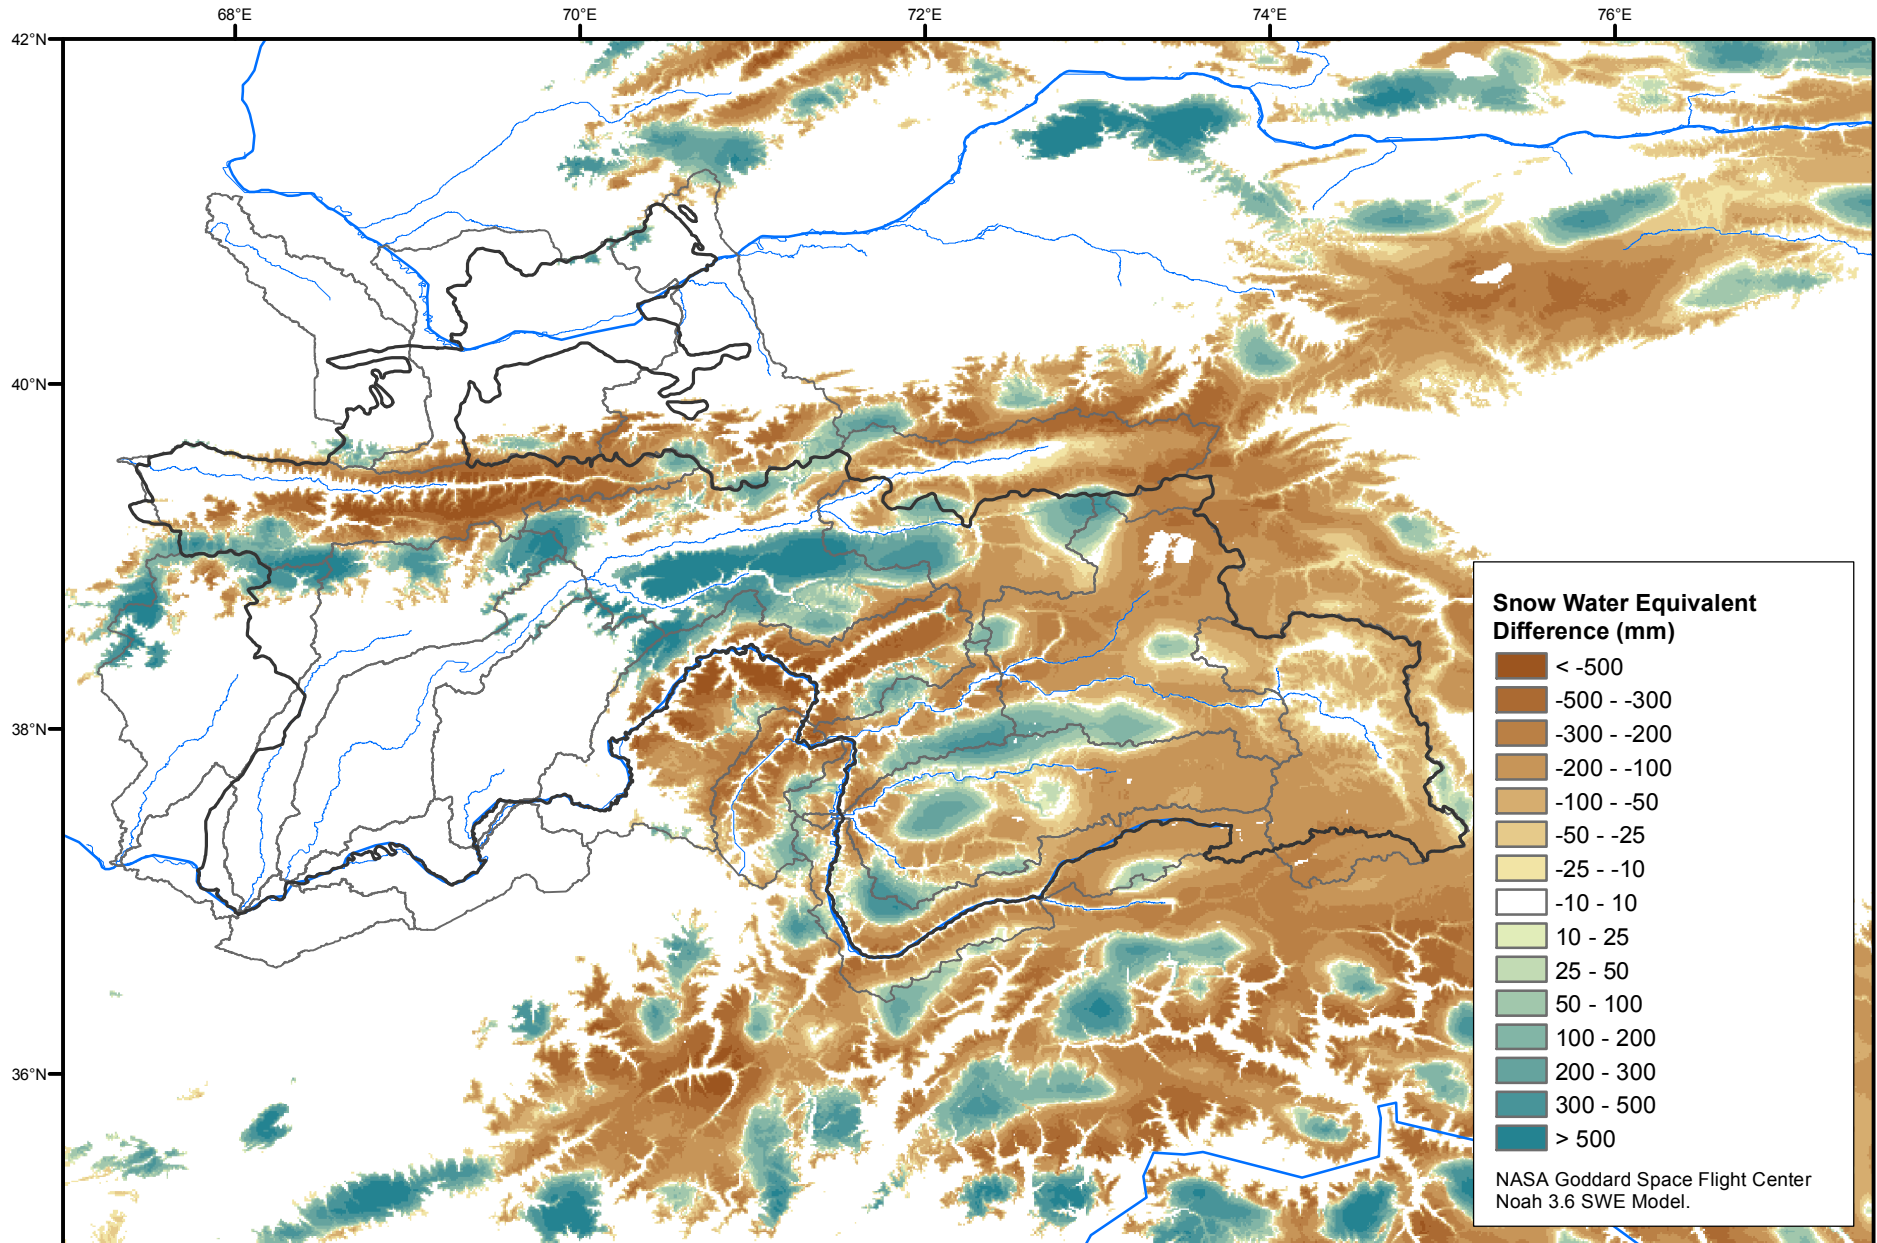 68°E 70°E 72°E 74°E 76°E
42°N
40°N
38°N
36°N
Snow Water Equivalent
Difference (mm)
< -500
-500 - -300
-300 - -200
-200 - -100
-100 - -50
-50 - -25
-25 - -10
-10 - 10
10 - 25
25 - 50
50 - 100
100 - 200
200 - 300
300 - 500
> 500
NASA Goddard Space Flight Center
Noah 3.6 SWE Model.